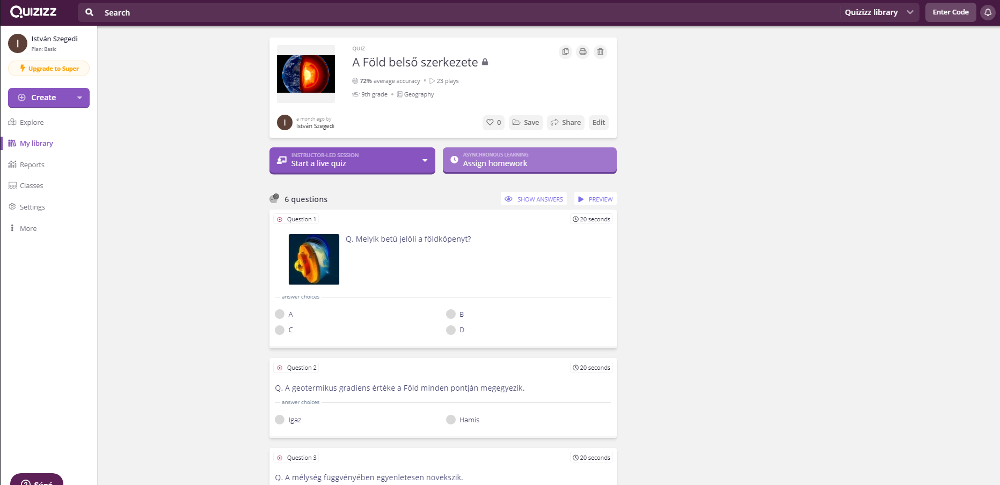 Quizizz
Search
Quizizz library
Enter Code
I
István Szegedi
Plan: Basic
Upgrade to Super
Create
Explore
My library
Reports
Classes
Settings
More
QUIZ
A Föld belső szerkezete
72% average accuracy • 23 plays
9th grade • Geography
I
a month ago by
István Szegedi
0
Save
Share
Edit
INSTRUCTOR-LED SESSION
Start a live quiz
ASYNCHRONOUS LEARNING
Assign homework
6 questions
SHOW ANSWERS
PREVIEW
Question 1
20 seconds
Q. Melyik betű jelöli a földköpenyt?
answer choices
A
B
C
D
Question 2
20 seconds
Q. A geotermikus gradiens értéke a Föld minden pontján megegyezik.
answer choices
Igaz
Hamis
Question 3
20 seconds
Q. A mélység függvényében egyenletesen növekszik.
Súgó